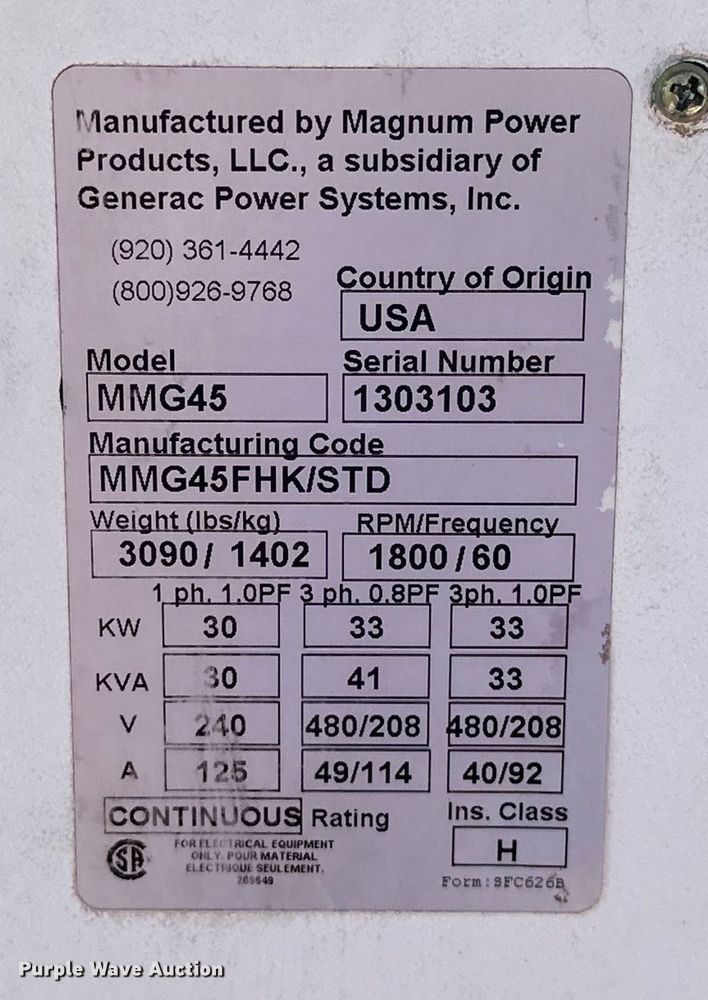 Manufactured by Magnum Power
Products, LLC., a subsidiary of
Generac Power Systems, Inc.
(920) 361-4442
(800)926-9768
Country of Origin
USA
Model
Serial Number
MMG45
1303103
Manufacturing Code
MMG45FHK/STD
Weight (lbs/kg)
RPM/Frequency
3090/ 1402
1800/60
1 ph. 1.0PF 3 ph. 0.8PF 3ph. 1.0PF
KW 30 33 33
KVA 30 41 33
V 240 480/208 480/208
A 125 49/114 40/92
CONTINUOUS Rating
Ins. Class
H
SA
FOR ELECTRICAL EQUIPMENT
ONLY. POUR MATERIAL
ELECTRIQUE SEULEMENT.
209649
Form:SFC626B
Purple Wave Auction